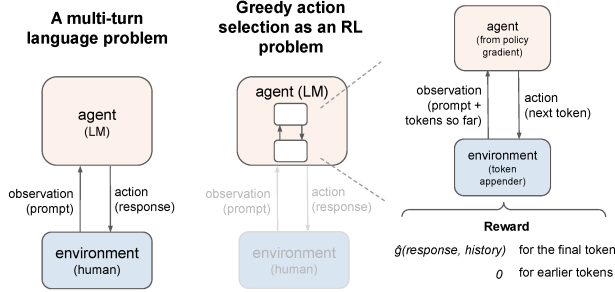 A multi-turn
language problem
agent
(LM)
observation
(prompt)
action
(response)
environment
(human)
Greedy action
selection as an RL
problem
agent (LM)
observation
(prompt)
action
(response)
environment
(human)
agent
(from policy
gradient)
observation
(prompt +
tokens so far)
action
(next token)
environment
(token
appender)
Reward
ĝ(response, history) for the final token
0 for earlier tokens